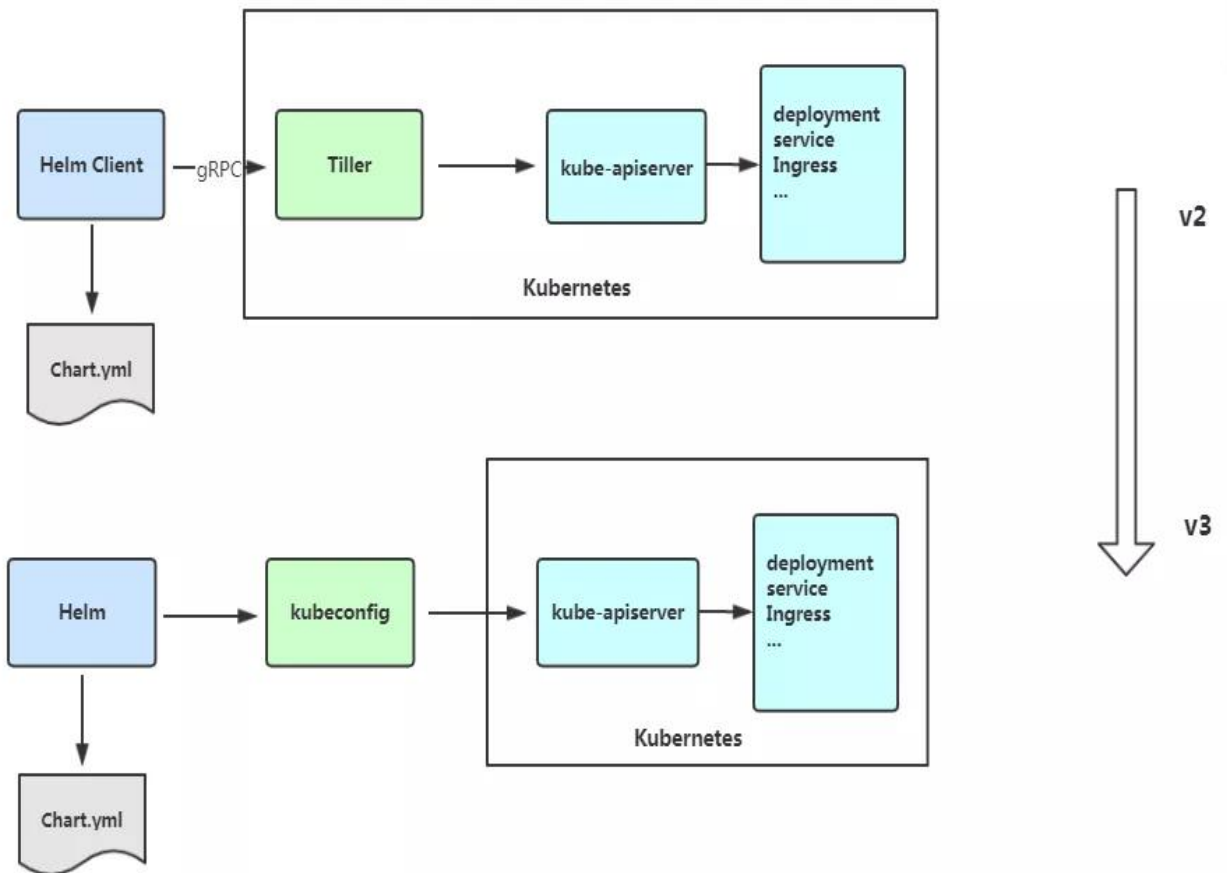 Helm Client
gRPC
Tiller
kube-apiserver
deployment
service
Ingress
...
Kubernetes
Chart.yml
v2
v3
Helm
kubeconfig
kube-apiserver
deployment
service
Ingress
...
Kubernetes
Chart.yml